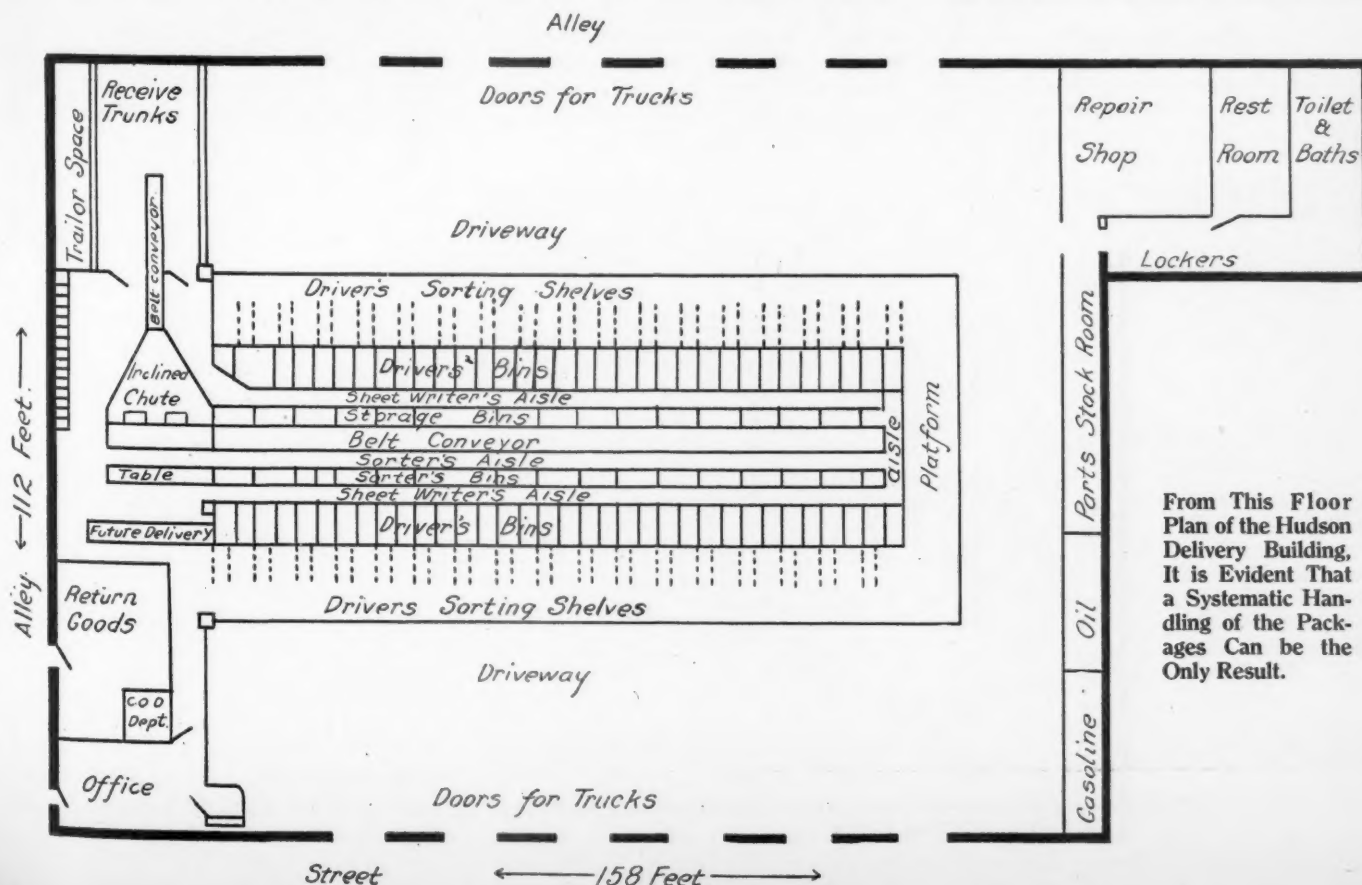 Alley
Doors for Trucks
Receive
Trunks
Trailor Space
Belt conveyor
Repair
Shop
Rest
Room
Toilet
&
Baths
Lockers
Driveway
Driver's Sorting Shelves
Drivers' Bins
Inclined
Chute
Sheet Writer's Aisle
Storage Bins
Belt Conveyor
Sorter's Aisle
Table
Sorter's Bins
Sheet Writer's Aisle
Future Delivery
Driver's Bins
aisle
Platform
Drivers Sorting Shelves
Parts Stock Room
Oil
Gasoline
Alley ←112 Feet→
Return
Goods
C O D
Dept.
Office
Driveway
Doors for Trucks
Street ←158 Feet→
From This Floor
Plan of the Hudson
Delivery Building,
It is Evident That
a Systematic Han-
dling of the Pack-
ages Can be the
Only Result.